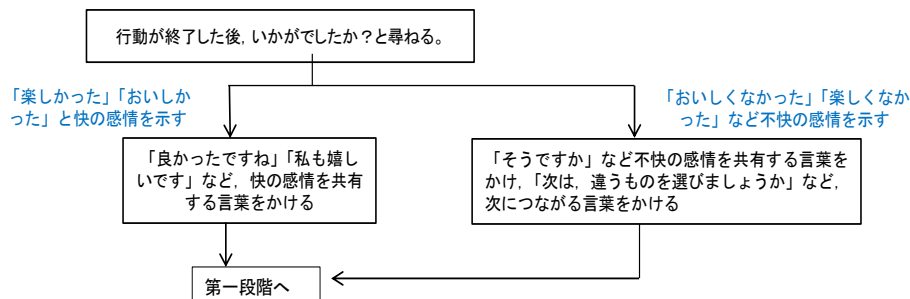 行動が終了した後，いかがでしたか？と尋ねる。
「楽しかった」「おいしか
った」と快の感情を示す
「おいしくなかった」「楽しくなか
った」など不快の感情を示す
「良かったですね」「私も嬉し
いです」など，快の感情を共有
する言葉をかける
「そうですか」など不快の感情を共有する言葉を
かけ，「次は，違うものを選びましょうか」など，
次につながる言葉をかける
第一段階へ